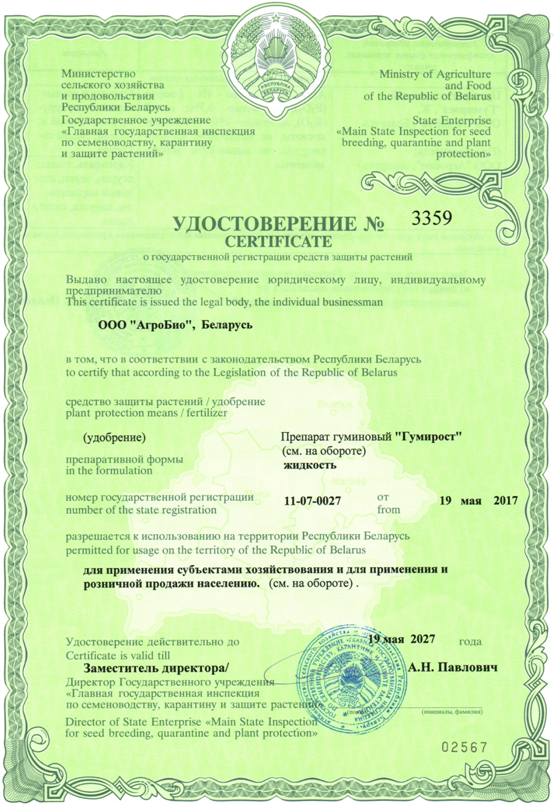 РЕСПУБЛИКА
БЕЛАРУСЬ
Министерство
сельского хозяйства
и продовольствия
Республики Беларусь
Государственное учреждение
«Главная государственная инспекция
по семеноводству, карантину
и защите растений»
Ministry of Agriculture
and Food
of the Republic of Belarus
State Enterprise
«Main State Inspection for seed
breeding, quarantine and plant
protection»
УДОСТОВЕРЕНИЕ № 3359
CERTIFICATE
о государственной регистрации средств защиты растений
Выдано настоящее удостоверение юридическому лицу, индивидуальному
предпринимателю
This certificate is issued the legal body, the individual businessman
ООО "АгроБио", Беларусь
в том, что в соответствии с законодательством Республики Беларусь
to certify that according to the Legislation of the Republic of Belarus
средство защиты растений / удобрение
plant protection means / fertilizer
(удобрение) Препарат гуминовый "Гумирост"
(см. на обороте)
препаративной формы жидкость
in the formulation
номер государственной регистрации 11-07-0027 от 19 мая 2017
number of the state registration from
разрешается к использованию на территории Республики Беларусь
permitted for usage on the territory of the Republic of Belarus
для применения субъектами хозяйствования и для применения и
розничной продажи населению. (см. на обороте) .
Удостоверение действительно до 19 мая 2027 года
Certificate is valid till
Заместитель директора/ А.Н. Павлович
Директор Государственного учреждения
«Главная государственная инспекция
по семеноводству, карантину и защите растений»
(инициалы, фамилия)
Director of State Enterprise «Main State Inspection
for seed breeding, quarantine and plant protection»
02567